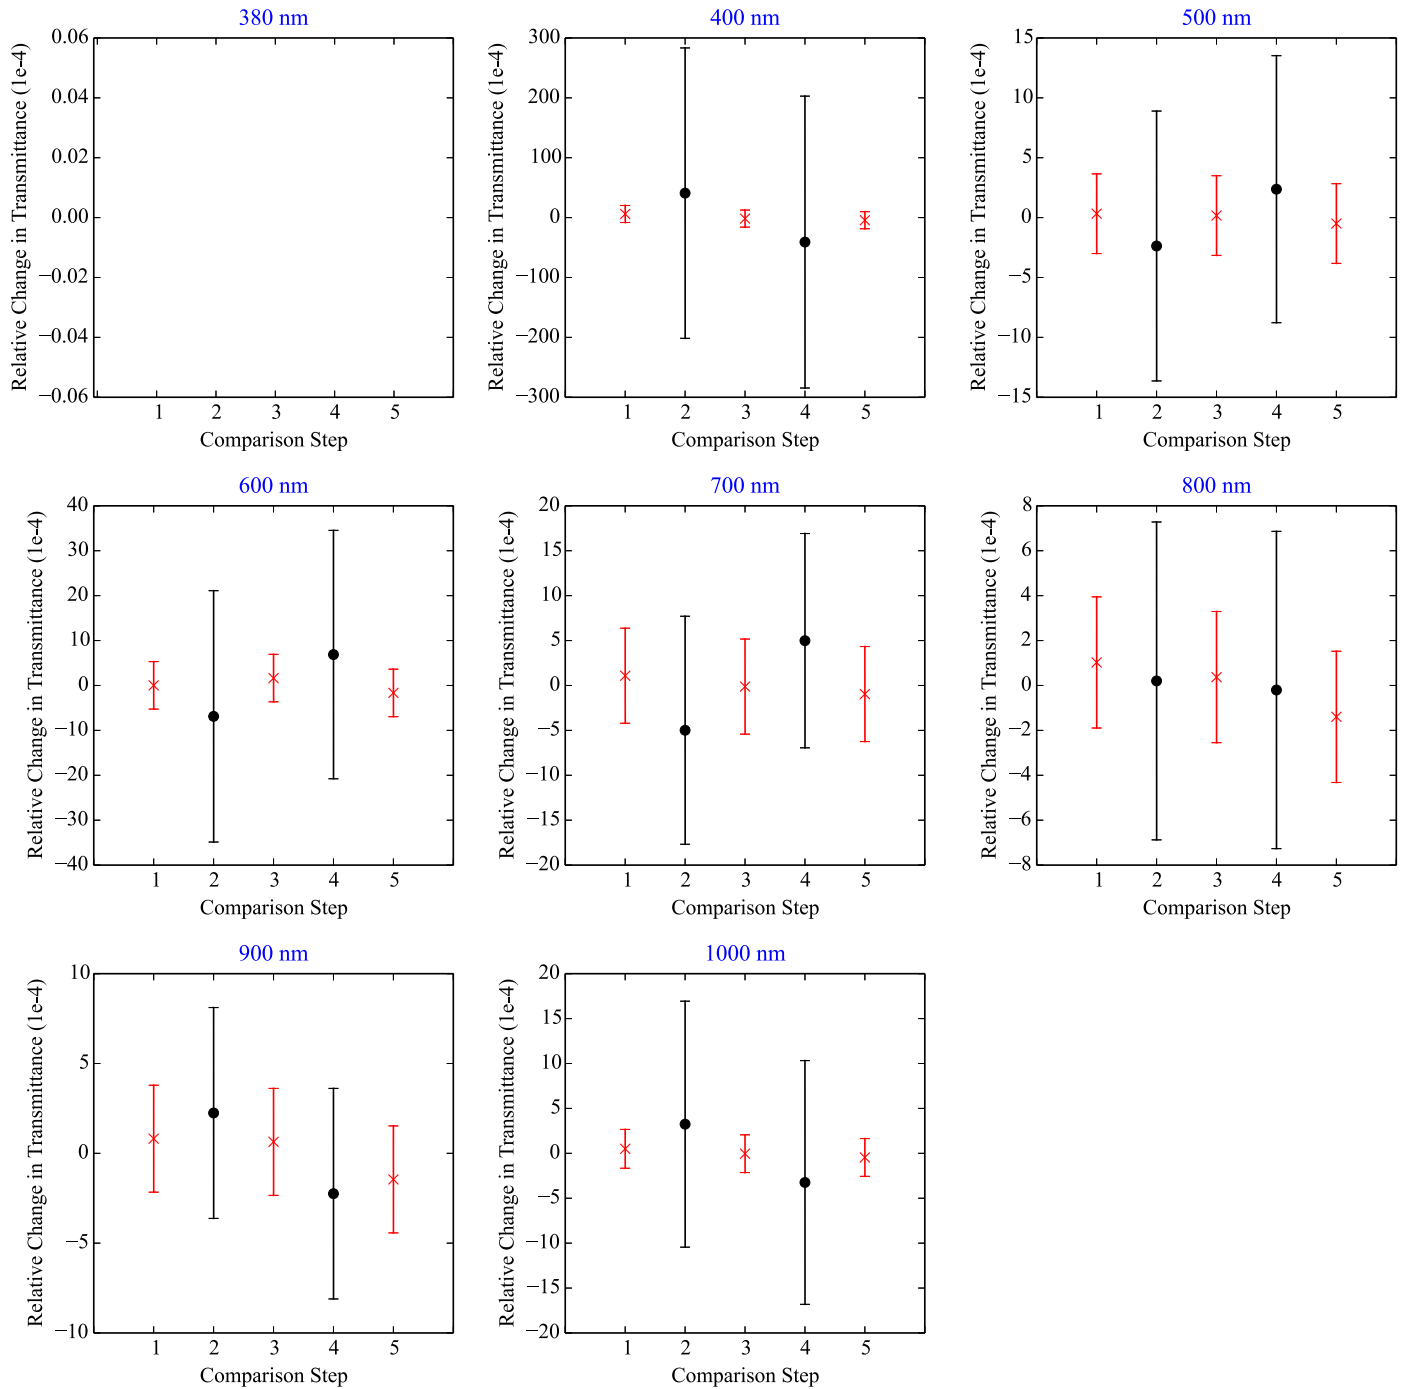 380 nm
Relative Change in Transmittance (1e-4)
0.06
0.04
0.02
0.00
−0.02
−0.04
−0.06
1 2 3 4 5
Comparison Step
400 nm
Relative Change in Transmittance (1e-4)
300
200
100
0
−100
−200
−300
1 2 3 4 5
Comparison Step
500 nm
Relative Change in Transmittance (1e-4)
15
10
5
0
−5
−10
−15
1 2 3 4 5
Comparison Step
600 nm
Relative Change in Transmittance (1e-4)
40
30
20
10
0
−10
−20
−30
−40
1 2 3 4 5
Comparison Step
700 nm
Relative Change in Transmittance (1e-4)
20
15
10
5
0
−5
−10
−15
−20
1 2 3 4 5
Comparison Step
800 nm
Relative Change in Transmittance (1e-4)
8
6
4
2
0
−2
−4
−6
−8
1 2 3 4 5
Comparison Step
900 nm
Relative Change in Transmittance (1e-4)
10
5
0
−5
−10
1 2 3 4 5
Comparison Step
1000 nm
Relative Change in Transmittance (1e-4)
20
15
10
5
0
−5
−10
−15
−20
1 2 3 4 5
Comparison Step